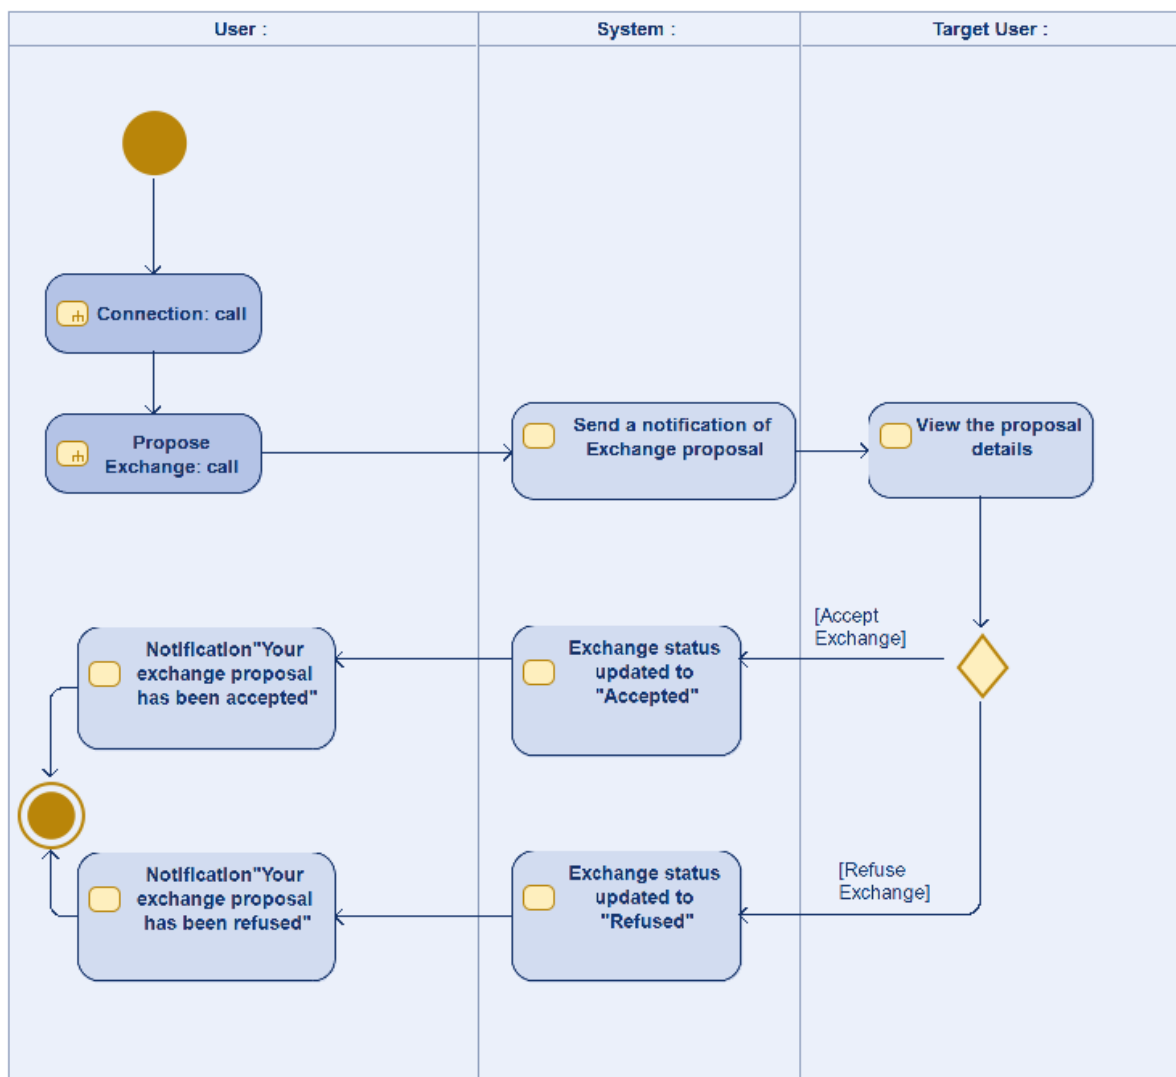 User :
System :
Target User :
Connection: call
Propose
Exchange: call
Send a notification of
Exchange proposal
View the proposal
details
[Accept
Exchange]
Notification"Your
exchange proposal
has been accepted"
Exchange status
updated to
"Accepted"
[Refuse
Exchange]
Notification"Your
exchange proposal
has been refused"
Exchange status
updated to
"Refused"